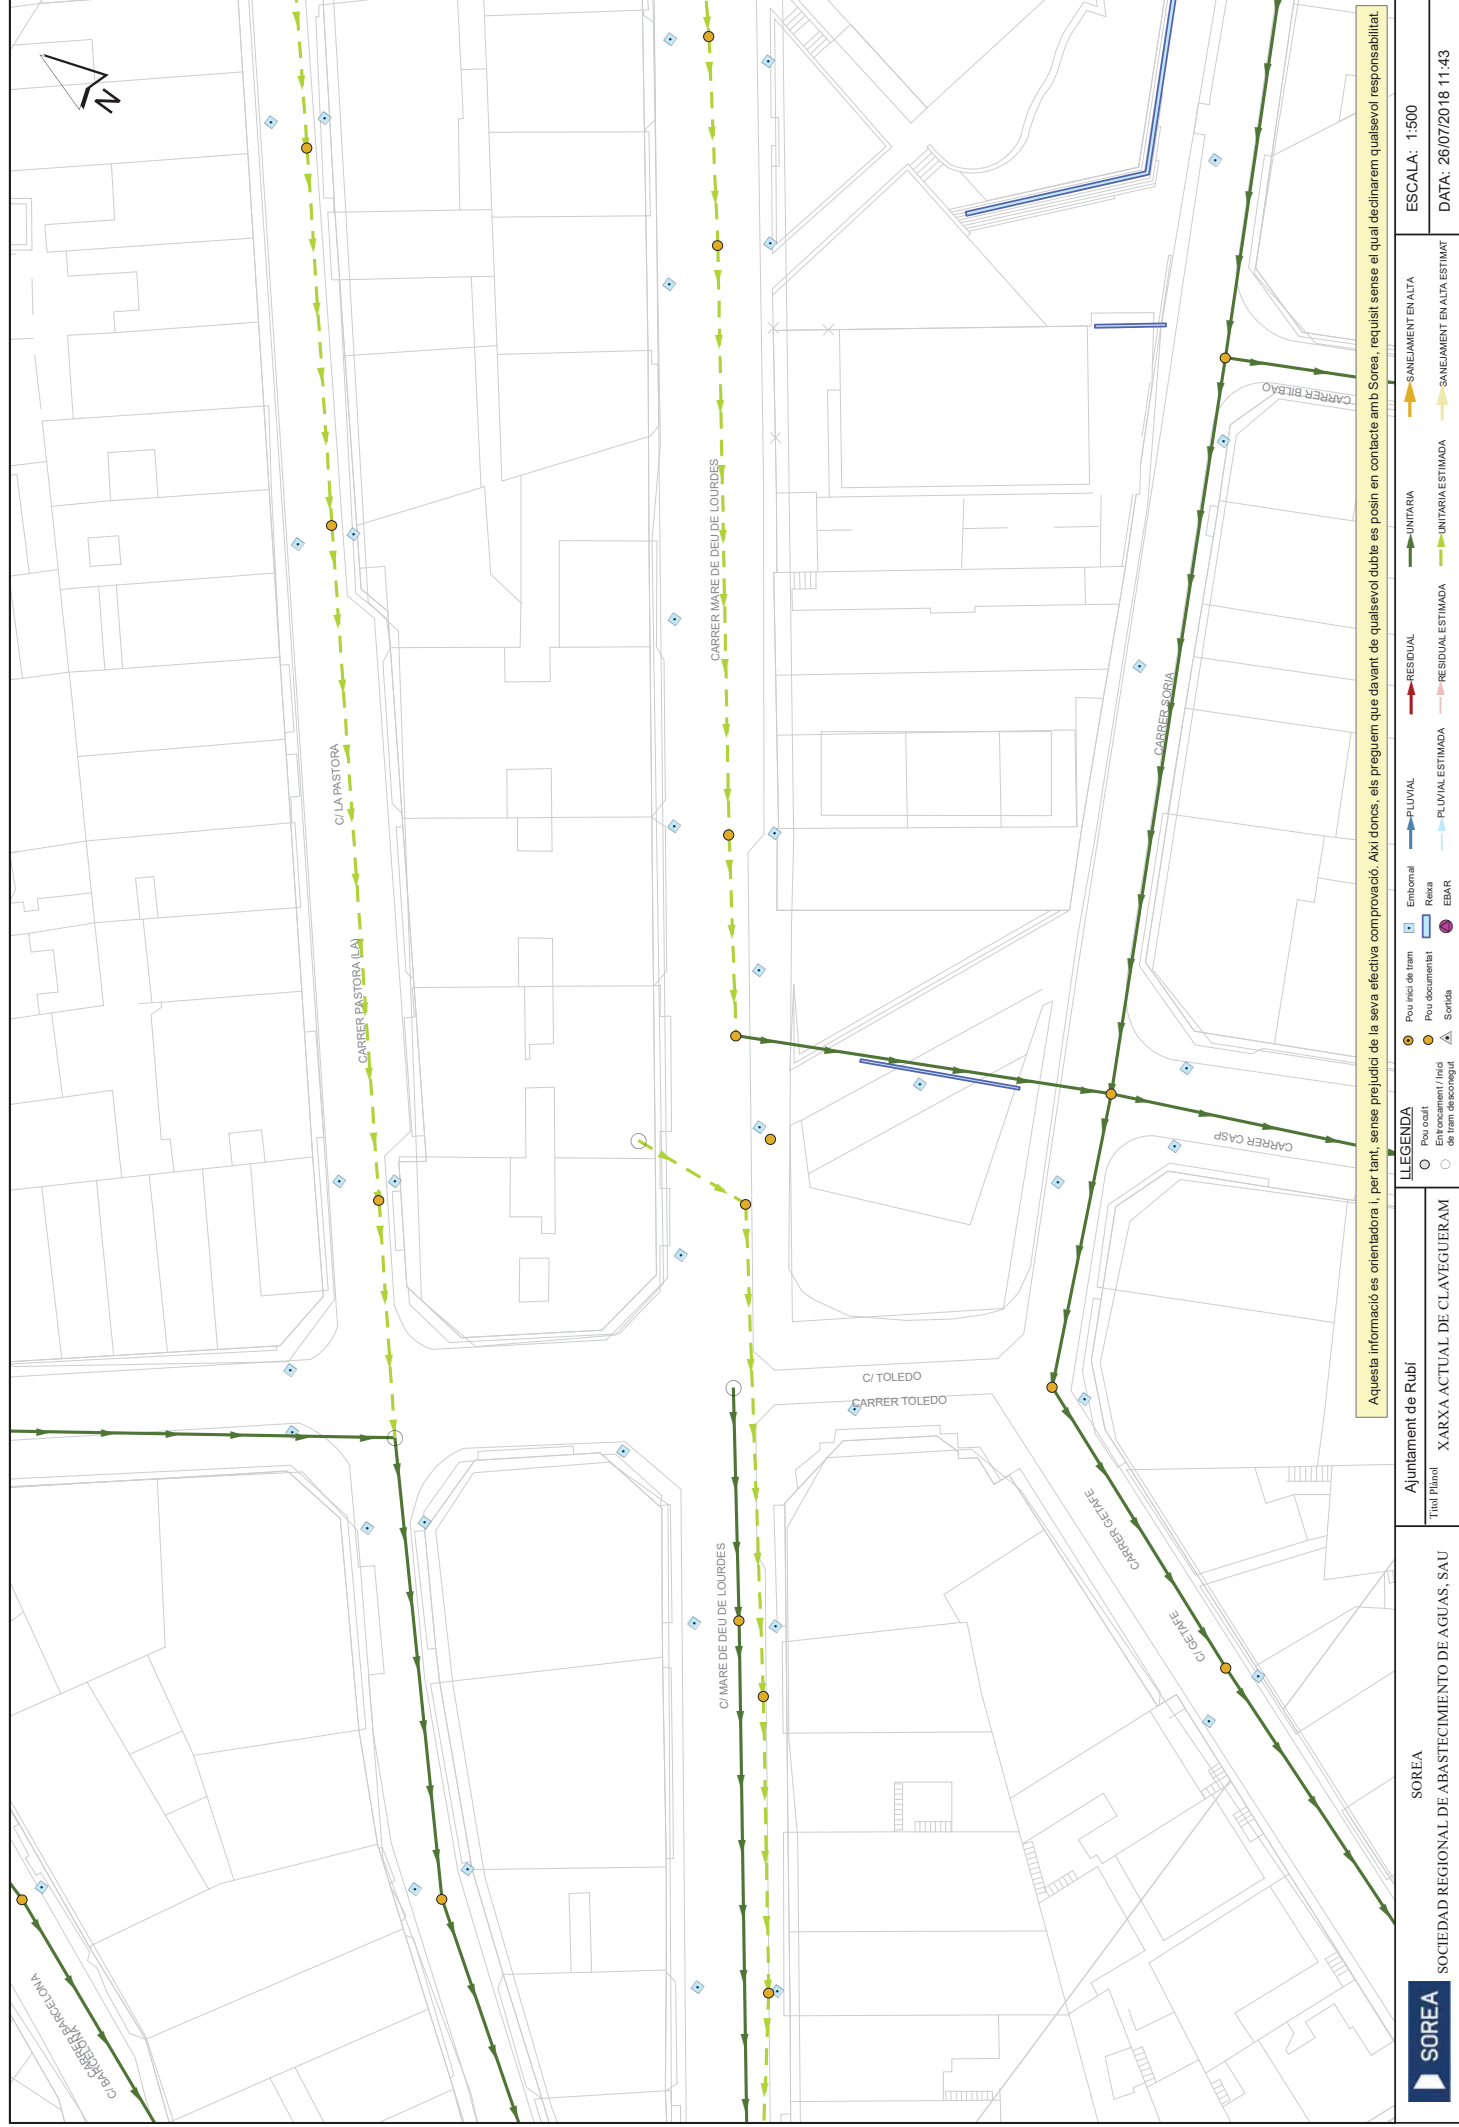 N
C/ LA PASTORA
CARRER PASTORA (LA)
CARRER MARE DE DEU DE LOURDES
C/ MARE DE DEU DE LOURDES
CARRER SORIA
CARRER BILBAO
CARRER CASP
C/ TOLEDO
CARRER TOLEDO
CARRER GETAFE
C/ GETAFE
CARRER BARCELONA
C/ BARCELONA
Aquesta informació es orientadora i, per tant, sense prejudici de la seva efectiva comprovació. Així doncs, els preguem que davant de qualsevol dubte es posin en contacte amb Sorea, requisit sense el qual declinarem qualsevol responsabilitat.
SOREA
SOREA
SOCIEDAD REGIONAL DE ABASTECIMIENTO DE AGUAS, SAU
Ajuntament de Rubí
Titol Plànol
XARXA ACTUAL DE CLAVEGUERAM
LLEGENDA
Pou ocult
Entroncament / Inici
de tram desconegut
Pou inici de tram
Pou documentat
Sortida
Embornal
Reixa
EBAR
PLUVIAL
PLUVIAL ESTIMADA
RESIDUAL
RESIDUAL ESTIMADA
UNITARIA
UNITARIA ESTIMADA
SANEJAMENT EN ALTA
SANEJAMENT EN ALTA ESTIMAT
ESCALA: 1:500
DATA: 26/07/2018 11:43